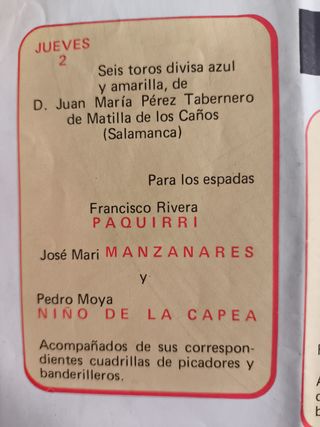 JUEVES
2
Seis toros divisa azul
y amarilla, de
D. Juan María Pérez Tabernero
de Matilla de los Caños
(Salamanca)
Para los espadas
Francisco Rivera
PAQUIRRI
José Mari MANZANARES
y
Pedro Moya
NIÑO DE LA CAPEA
Acompañados de sus correspon-
dientes cuadrillas de picadores y
banderilleros.